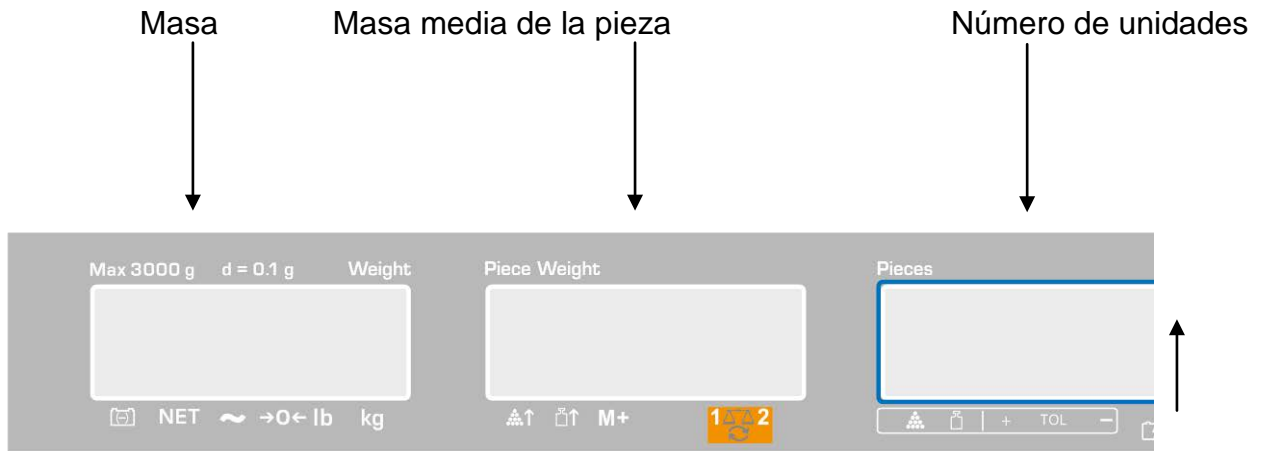 Masa Masa media de la pieza Número de unidades
Max 3000 g d = 0.1 g Weight Piece Weight Pieces
NET ~ →0← lb kg M+ 1 2 + TOL −